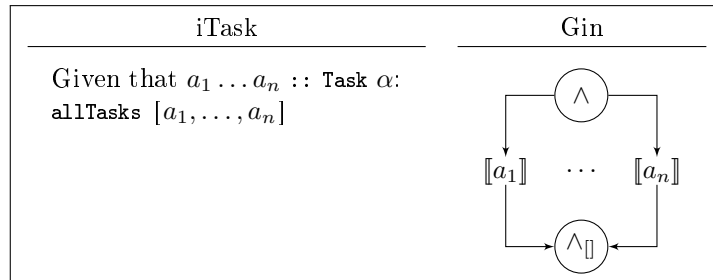 iTask
Gin
Given that a₁ … aₙ :: Task α:
allTasks [a₁, …, aₙ]
∧
⟦a₁⟧ ⋯ ⟦aₙ⟧
∧[]